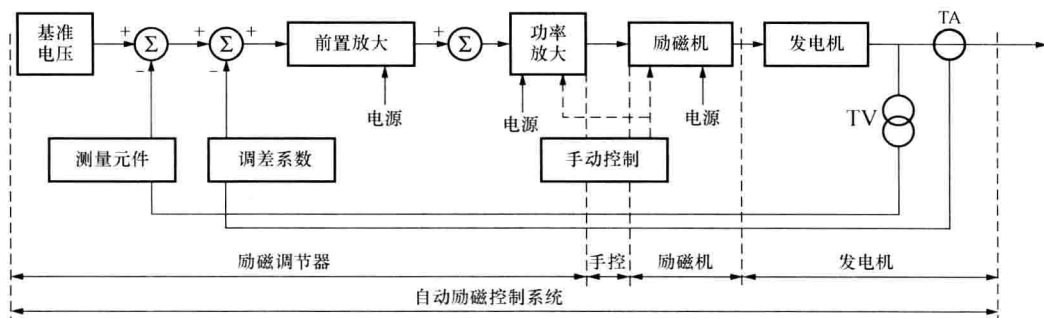 TA
基准
电压
+
Σ
+
+
Σ
+
前置放大
+
Σ
功率
放大
励磁机
发电机
−
−
电源
电源
电源
TV
测量元件
调差系数
手动控制
励磁调节器
手控
励磁机
发电机
自动励磁控制系统